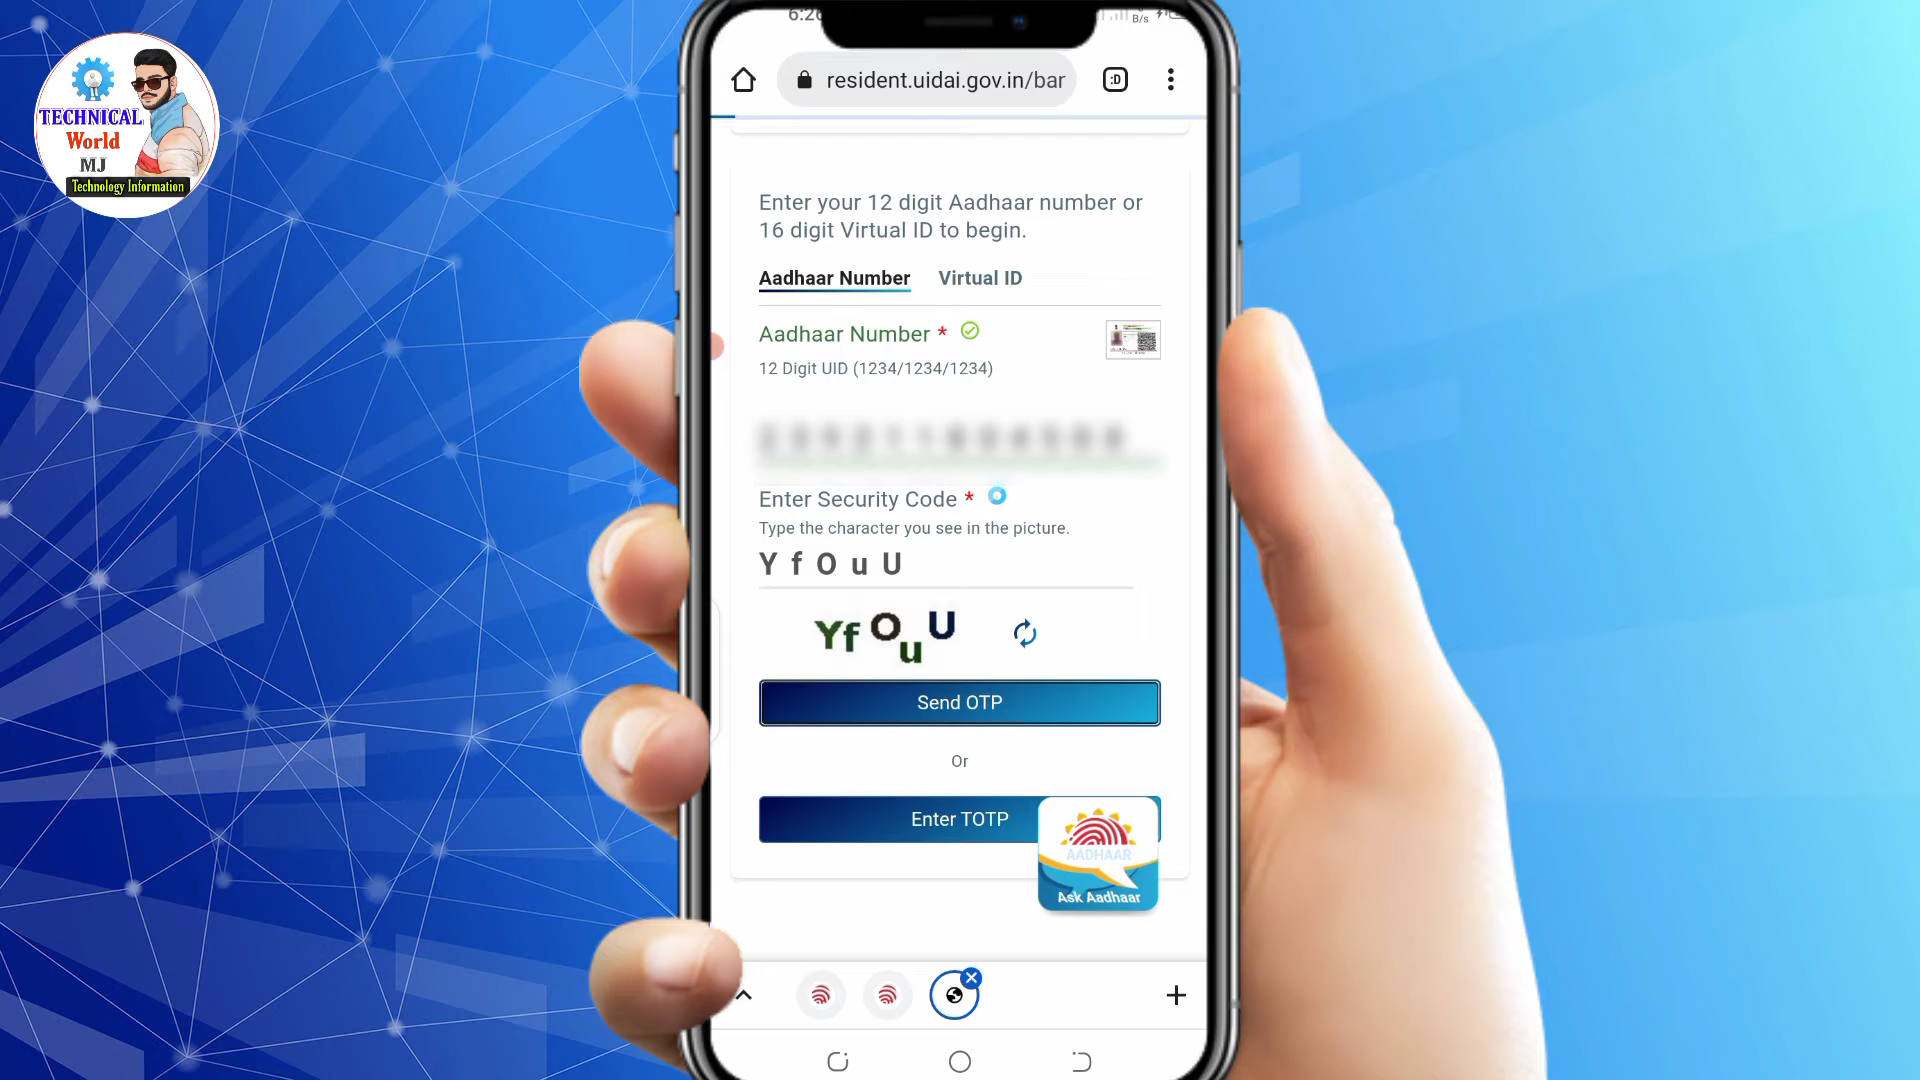 TECHNICAL
World
MJ
Technology Information
resident.uidai.gov.in/bar
:D
B/s
Enter your 12 digit Aadhaar number or
16 digit Virtual ID to begin.
Aadhaar Number Virtual ID
Aadhaar Number *
12 Digit UID (1234/1234/1234)
Enter Security Code *
Type the character you see in the picture.
YfOuU
YfOuU
Send OTP
Or
Enter TOTP
AADHAAR
Ask Aadhaar